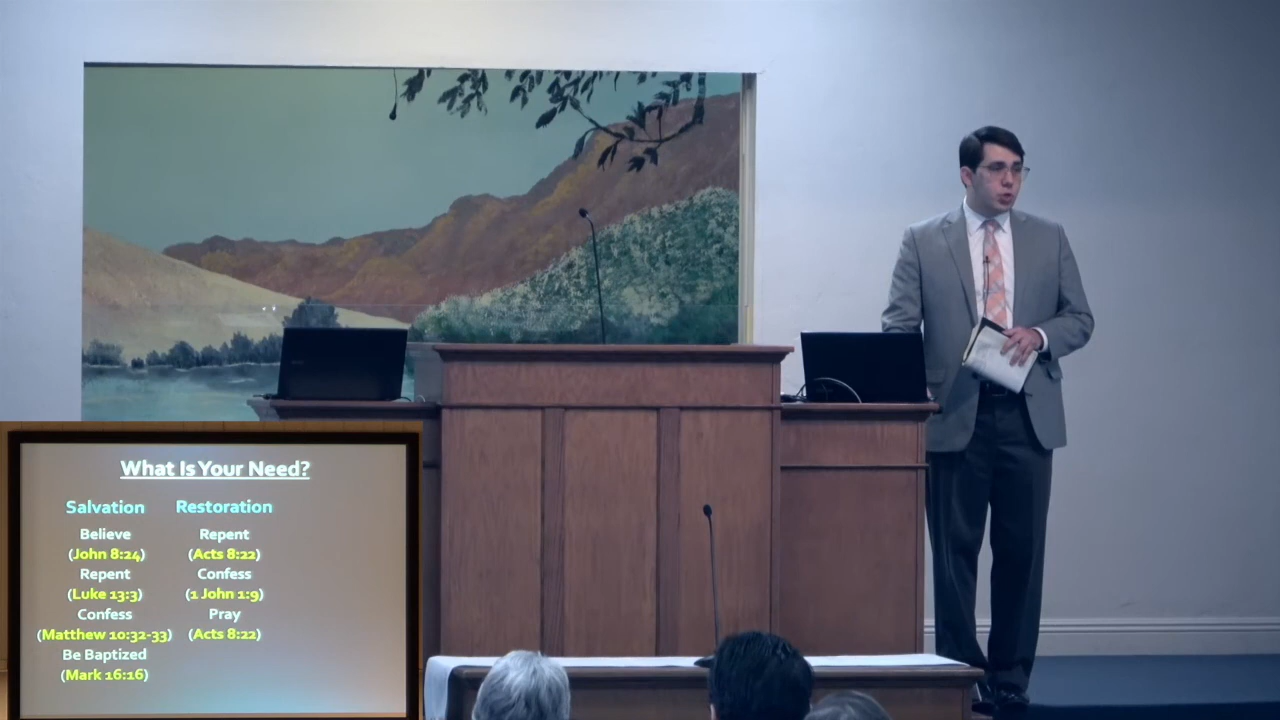 What Is Your Need?
Salvation Restoration
Believe Repent
(John 8:24) (Acts 8:22)
Repent Confess
(Luke 13:3) (1 John 1:9)
Confess Pray
(Matthew 10:32-33) (Acts 8:22)
Be Baptized
(Mark 16:16)